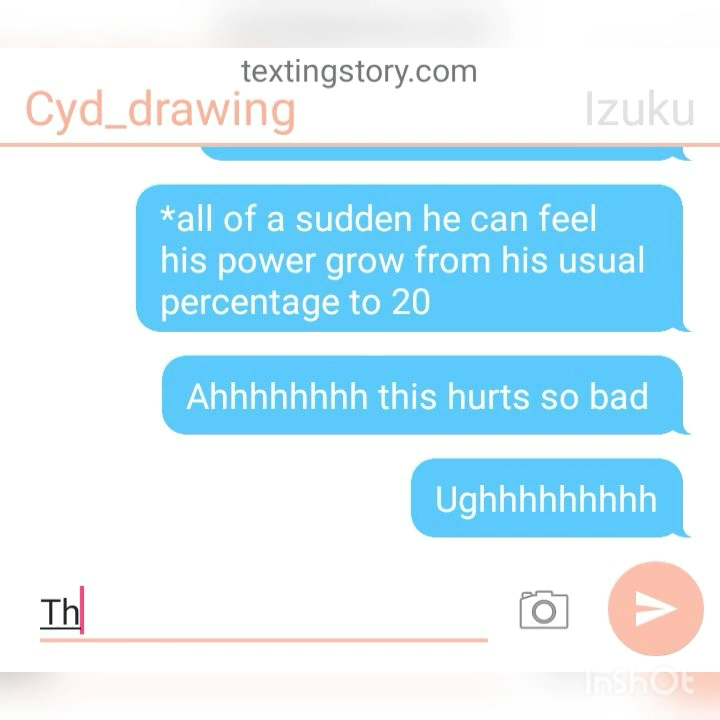 textingstory.com
Cyd_drawing
Izuku
*all of a sudden he can feel
his power grow from his usual
percentage to 20
Ahhhhhhhh this hurts so bad
Ughhhhhhhhh
Th
InShOt